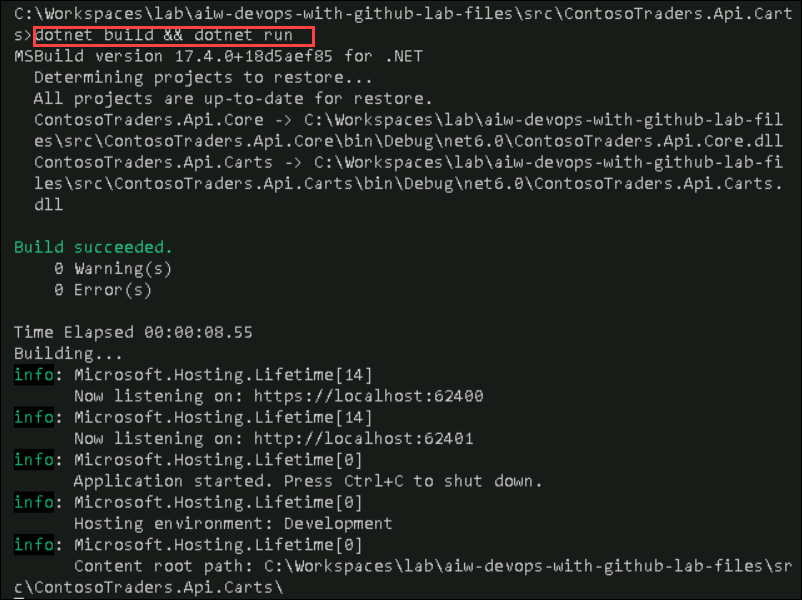 C:\Workspaces\lab\aiw-devops-with-github-lab-files\src\ContosoTraders.Api.Cart
s>dotnet build && dotnet run
MSBuild version 17.4.0+18d5aef85 for .NET
  Determining projects to restore...
  All projects are up-to-date for restore.
  ContosoTraders.Api.Core -> C:\Workspaces\lab\aiw-devops-with-github-lab-fil
  es\src\ContosoTraders.Api.Core\bin\Debug\net6.0\ContosoTraders.Api.Core.dll
  ContosoTraders.Api.Carts -> C:\Workspaces\lab\aiw-devops-with-github-lab-fi
  les\src\ContosoTraders.Api.Carts\bin\Debug\net6.0\ContosoTraders.Api.Carts.
  dll
Build succeeded.
    0 Warning(s)
    0 Error(s)
Time Elapsed 00:00:08.55
Building...
info: Microsoft.Hosting.Lifetime[14]
      Now listening on: https://localhost:62400
info: Microsoft.Hosting.Lifetime[14]
      Now listening on: http://localhost:62401
info: Microsoft.Hosting.Lifetime[0]
      Application started. Press Ctrl+C to shut down.
info: Microsoft.Hosting.Lifetime[0]
      Hosting environment: Development
info: Microsoft.Hosting.Lifetime[0]
      Content root path: C:\Workspaces\lab\aiw-devops-with-github-lab-files\sr
c\ContosoTraders.Api.Carts\